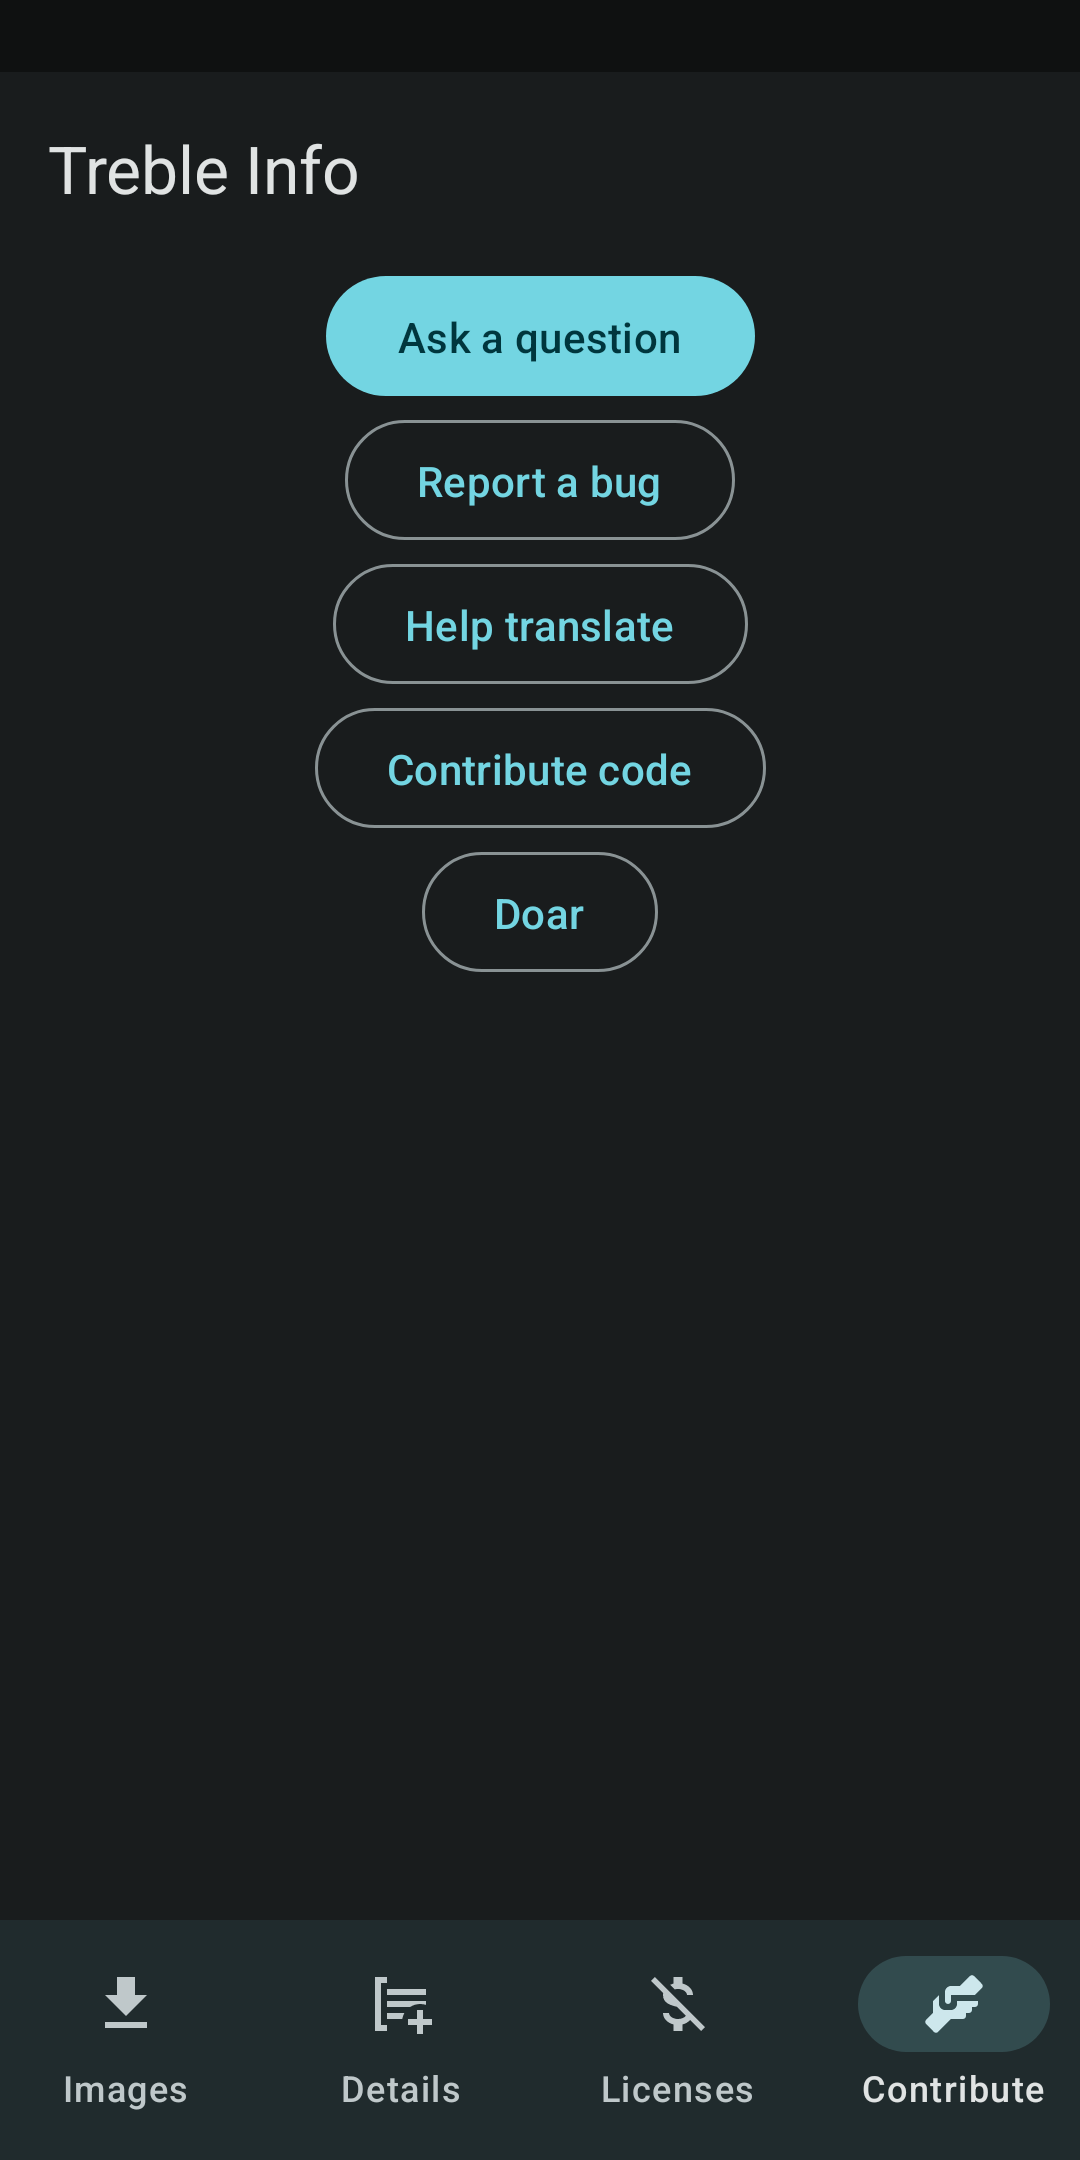 Treble Info
Ask a question
Report a bug
Help translate
Contribute code
Doar
Images
Details
Licenses
Contribute